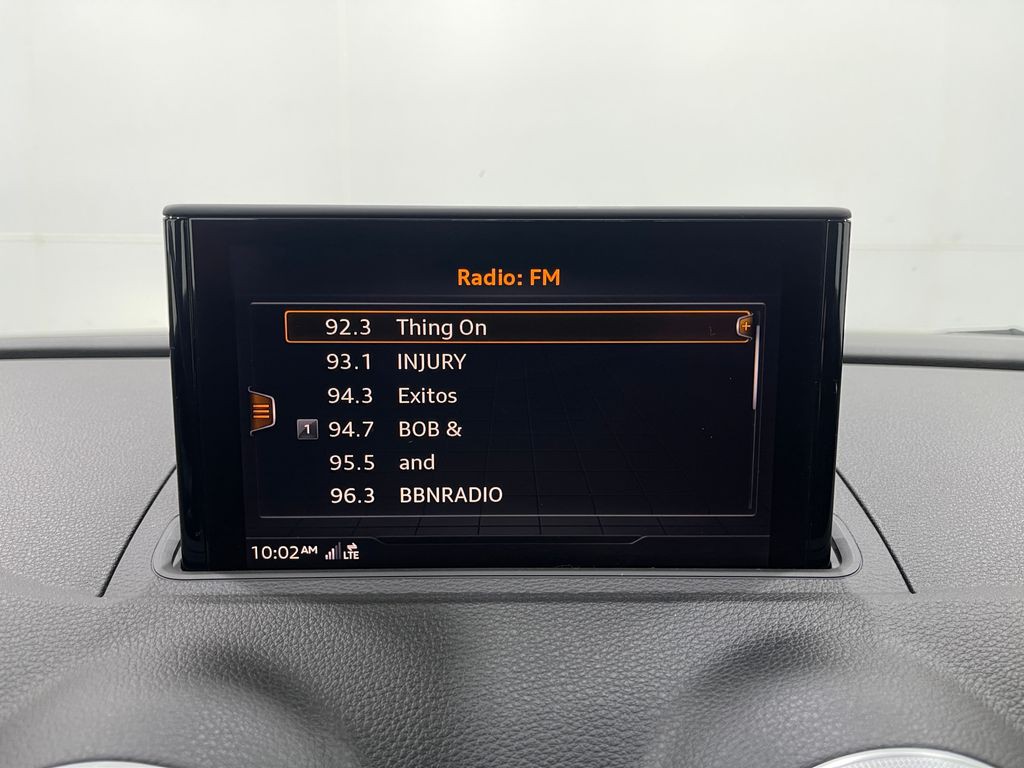 Radio: FM
92.3 Thing On
93.1 INJURY
94.3 Exitos
1 94.7 BOB &
95.5 and
96.3 BBNRADIO
10:02AM LTE